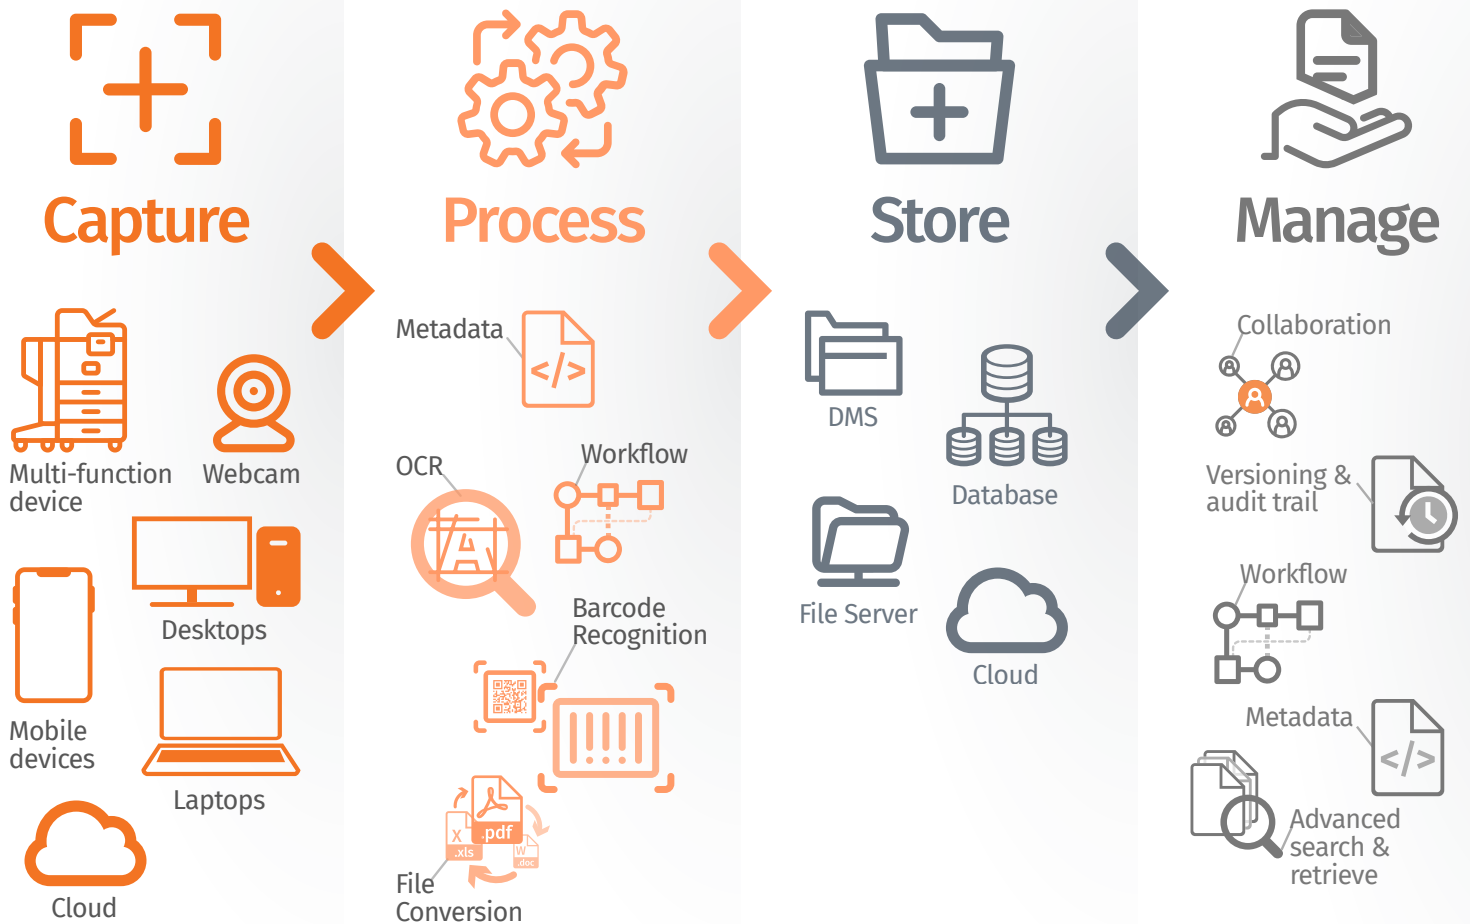 Capture
Multi-function
device
Webcam
Desktops
Mobile
devices
Laptops
Cloud
Process
Metadata
</>
OCR
Workflow
Barcode
Recognition
X
.xls
.pdf
W
.doc
File
Conversion
Store
DMS
Database
File Server
Cloud
Manage
Collaboration
Versioning &
audit trail
Workflow
Metadata
</>
Advanced
search &
retrieve